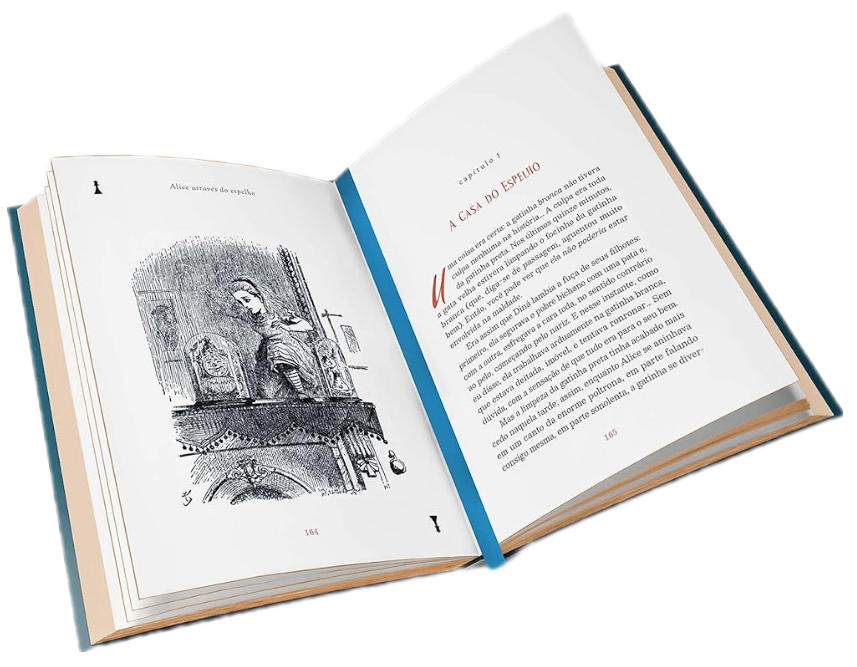 Alice através do espelho
164
capítulo 1
A Casa do Espelho
Uma coisa era certa: a gatinha branca não tivera
culpa nenhuma na história... A culpa era toda
da gatinha preta. Nos últimos quinze minutos,
a gata velha estivera limpando o focinho da gatinha
branca (que, diga-se de passagem, aguentou muito
bem). Então, você pode ver que ela não poderia estar
envolvida na maldade.
Era assim que Diná lambia a fuça de seus filhotes:
primeiro, ela segurava o pobre bichano com uma pata e,
com a outra, esfregava a cara toda, no sentido contrário
ao pelo, começando pelo nariz. E nesse instante, como
eu disse, ela trabalhava arduamente na gatinha branca,
que estava deitada, imóvel, e tentava ronronar... Sem
dúvida, com a sensação de que tudo era para o seu bem.
Mas a limpeza da gatinha preta tinha acabado mais
cedo naquela tarde; assim, enquanto Alice se aninhava
em um canto da enorme poltrona, em parte falando
consigo mesma, em parte sonolenta, a gatinha se diver-
165